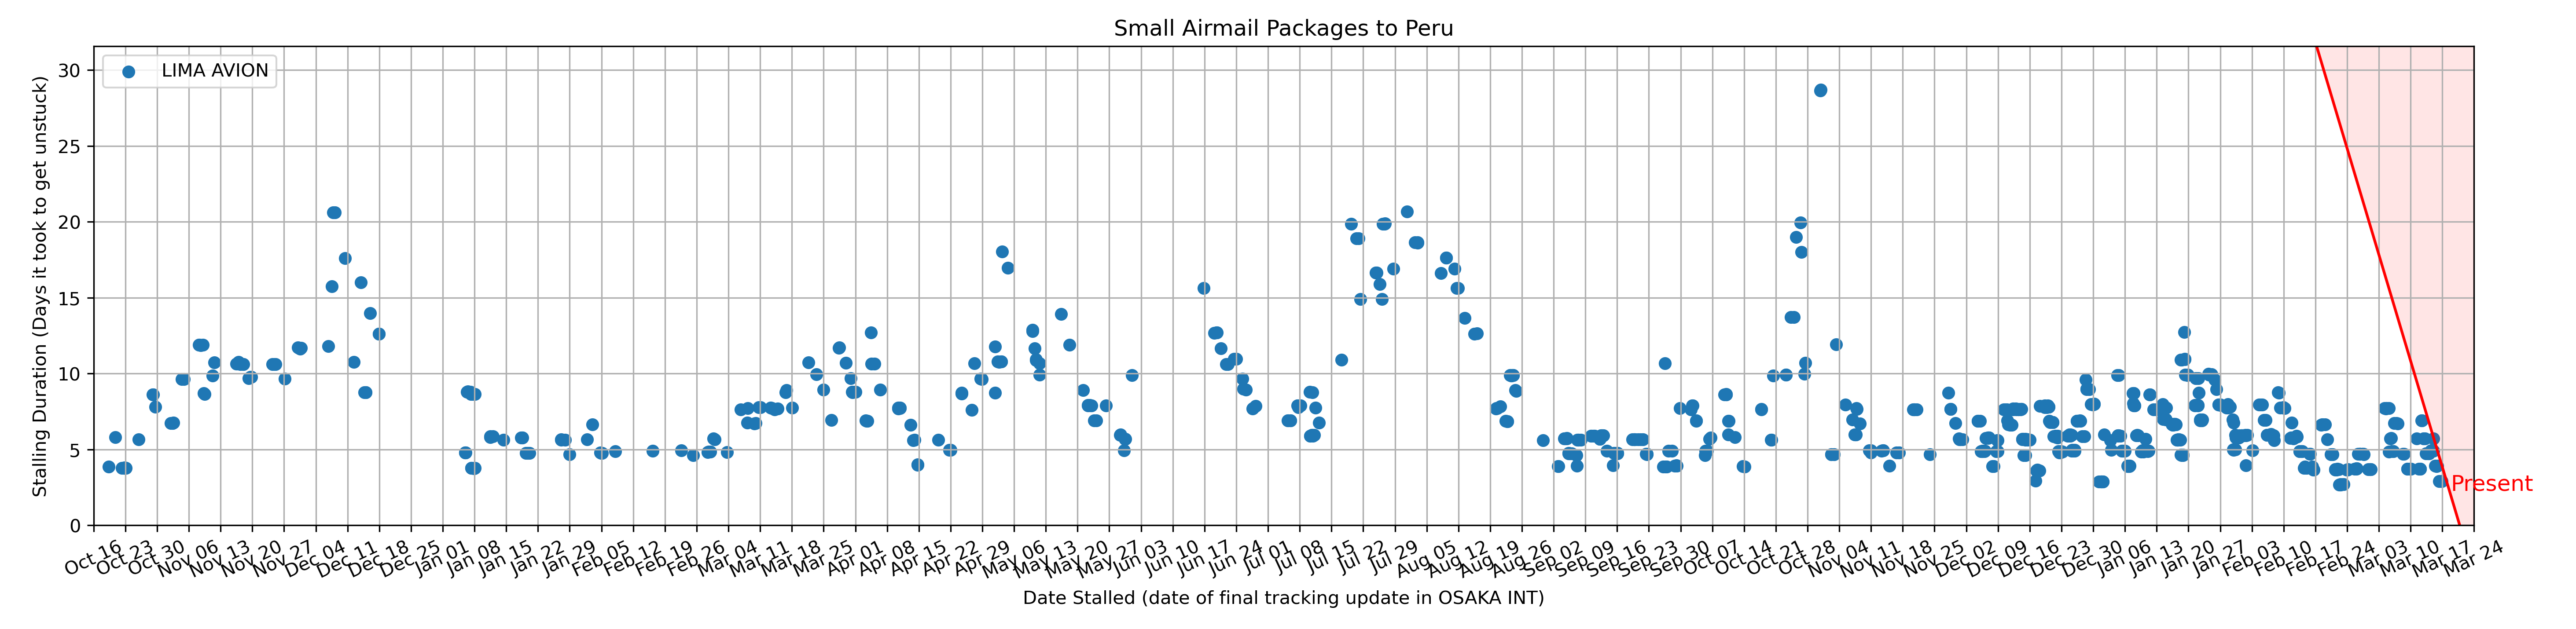 Small Airmail Packages to Peru
LIMA AVION
Stalling Duration (Days it took to get unstuck)
30
25
20
15
10
5
0
Present
Oct 16
Oct 23
Oct 30
Nov 06
Nov 13
Nov 20
Nov 27
Dec 04
Dec 11
Dec 18
Dec 25
Jan 01
Jan 08
Jan 15
Jan 22
Jan 29
Feb 05
Feb 12
Feb 19
Feb 26
Mar 04
Mar 11
Mar 18
Mar 25
Apr 01
Apr 08
Apr 15
Apr 22
Apr 29
May 06
May 13
May 20
May 27
Jun 03
Jun 10
Jun 17
Jun 24
Jul 01
Jul 08
Jul 15
Jul 22
Jul 29
Aug 05
Aug 12
Aug 19
Aug 26
Sep 02
Sep 09
Sep 16
Sep 23
Sep 30
Oct 07
Oct 14
Oct 21
Oct 28
Nov 04
Nov 11
Nov 18
Nov 25
Dec 02
Dec 09
Dec 16
Dec 23
Dec 30
Jan 06
Jan 13
Jan 20
Jan 27
Feb 03
Feb 10
Feb 17
Feb 24
Mar 03
Mar 10
Mar 17
Mar 24
Date Stalled (date of final tracking update in OSAKA INT)